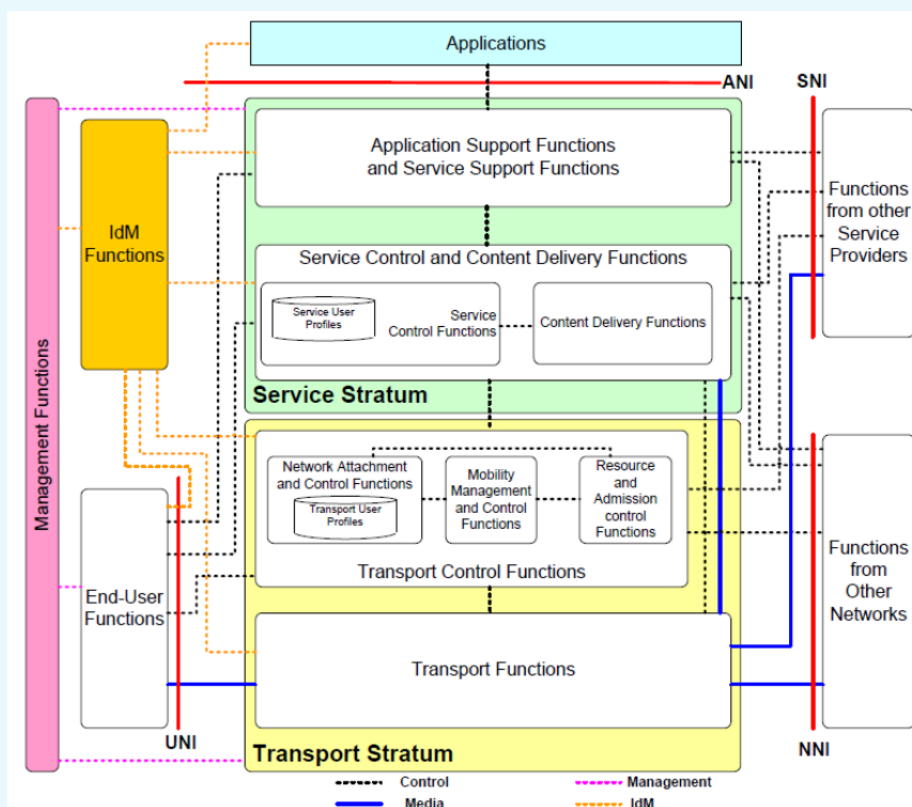 Applications
ANI
SNI
Management Functions
IdM
Functions
Application Support Functions
and Service Support Functions
Functions
from other
Service
Providers
Service Control and Content Delivery Functions
Service User
Profiles
Service
Control Functions
Content Delivery Functions
Service Stratum
Network Attachment
and Control Functions
Transport User
Profiles
Mobility
Management
and Control
Functions
Resource
and
Admission
control
Functions
Transport Control Functions
End-User
Functions
Functions
from
Other
Networks
Transport Functions
UNI
Transport Stratum
NNI
Control
Management
Media
IdM